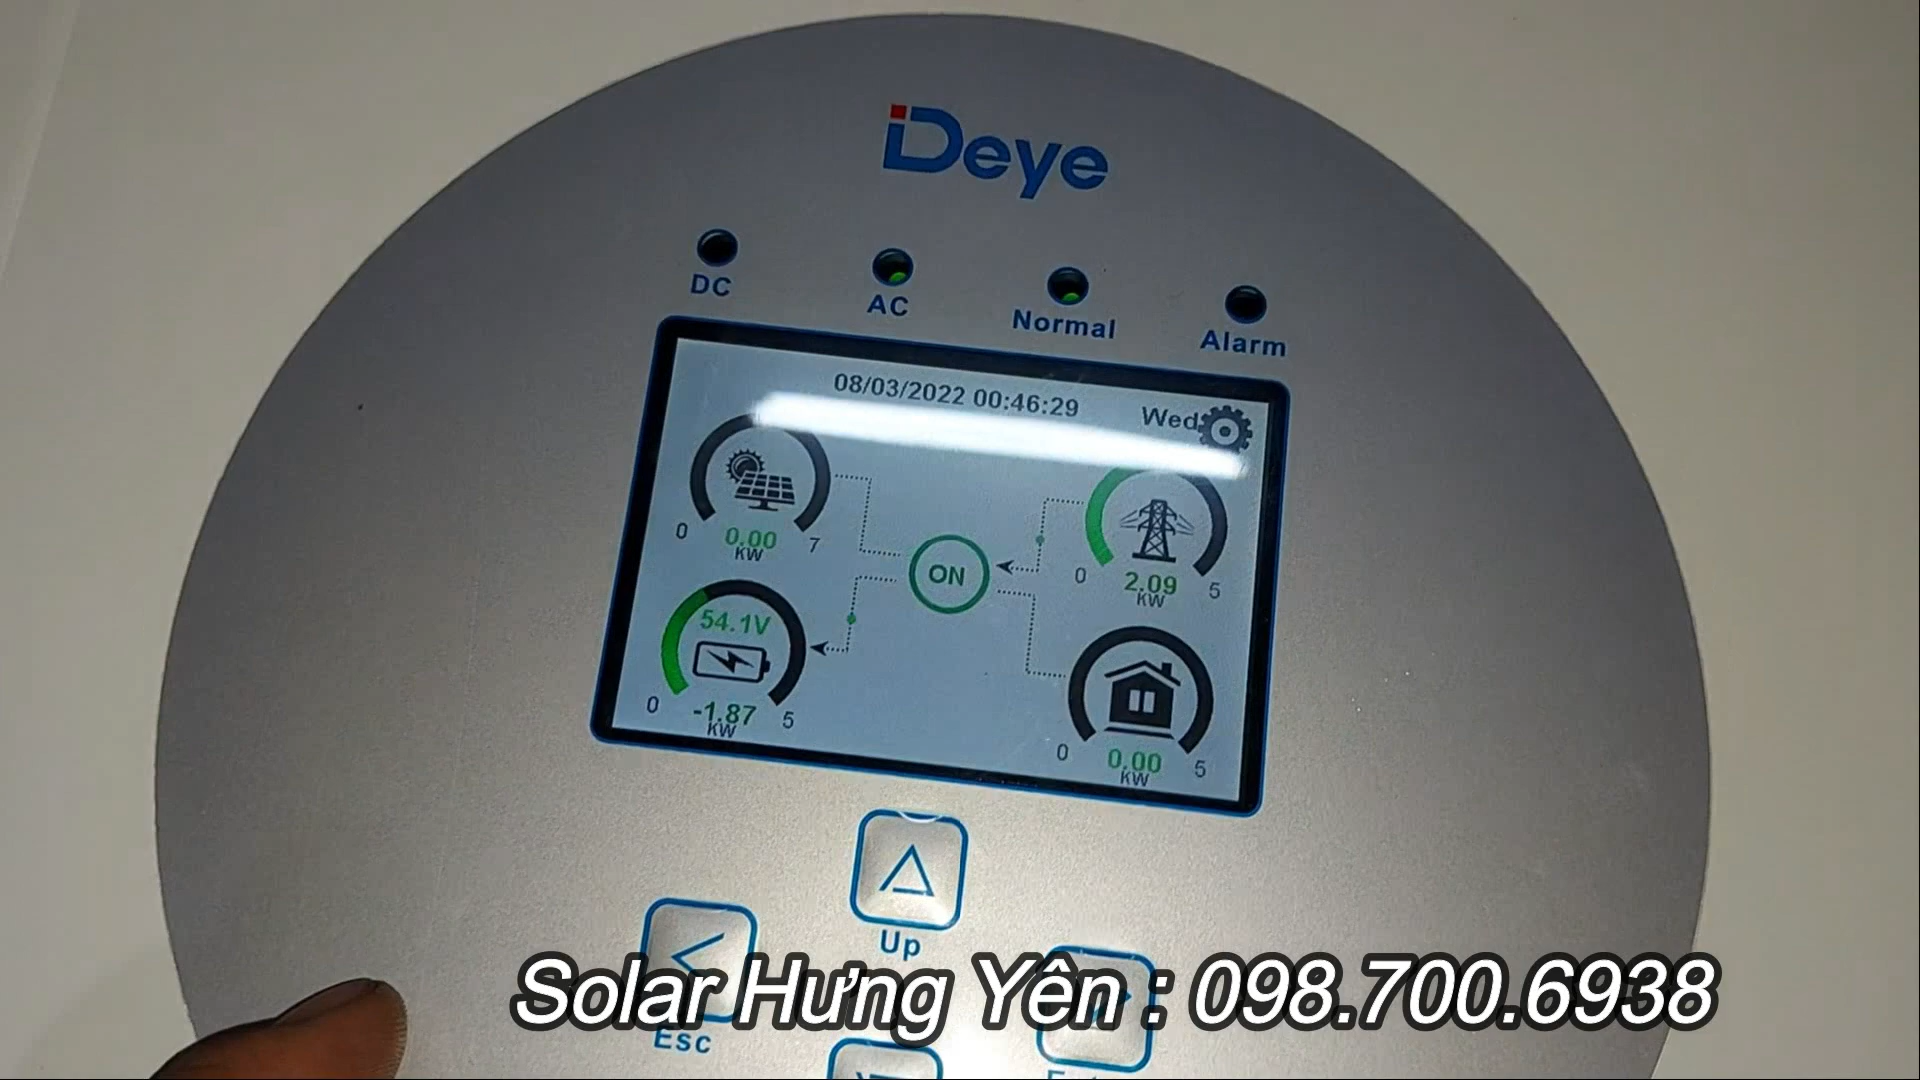 Deye
DC
AC
Normal
Alarm
08/03/2022 00:46:29 Wed
0 0.00 7
KW
0 2.09 5
KW
ON
54.1V
0 -1.87 5
KW
0 0.00 5
KW
Up
Esc
Solar Hưng Yên : 098.700.6938